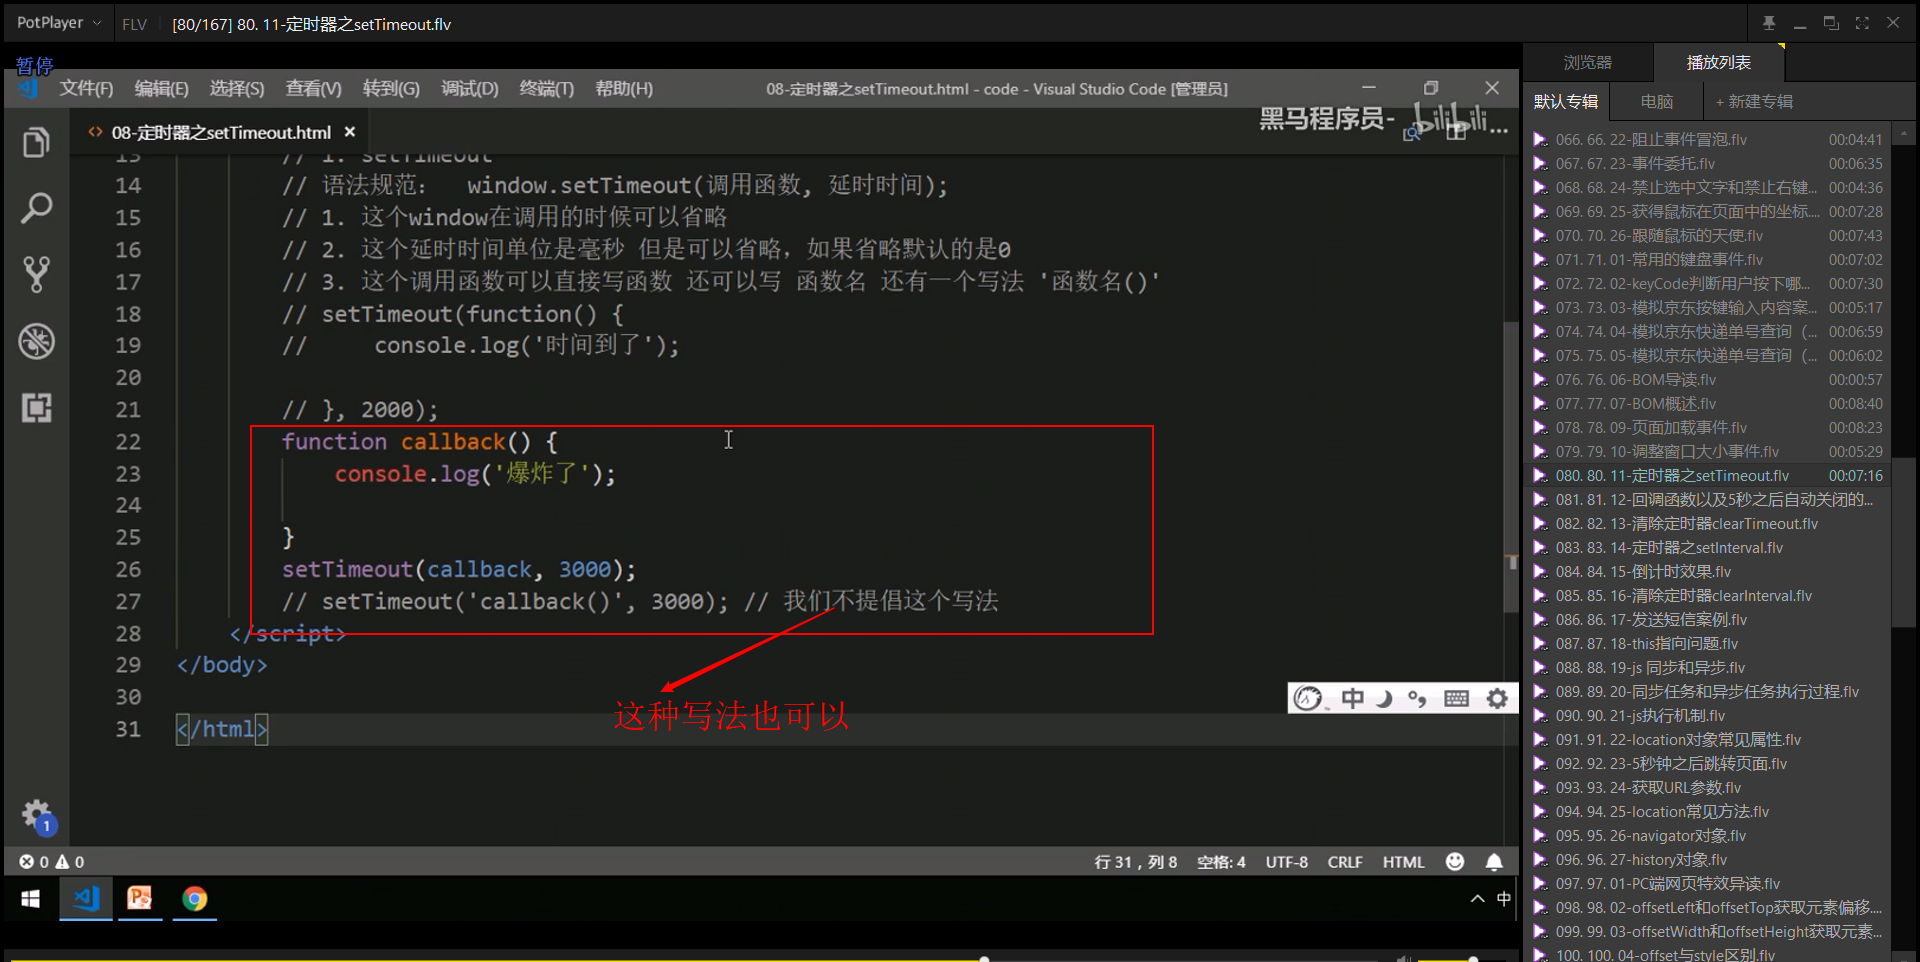 PotPlayer
FLV
[80/167] 80. 11-定时器之setTimeout.flv
暂停
文件(F) 编辑(E) 选择(S) 查看(V) 转到(G) 调试(D) 终端(T) 帮助(H)
08-定时器之setTimeout.html - code - Visual Studio Code [管理员]
<> 08-定时器之setTimeout.html ×
黑马程序员- bilibili
13 // 1. setTimeout
14 // 语法规范： window.setTimeout(调用函数, 延时时间);
15 // 1. 这个window在调用的时候可以省略
16 // 2. 这个延时时间单位是毫秒 但是可以省略，如果省略默认的是0
17 // 3. 这个调用函数可以直接写函数 还可以写 函数名 还有一个写法 '函数名()'
18 // setTimeout(function() {
19 // console.log('时间到了');
20
21 // }, 2000);
22 function callback() {
23 console.log('爆炸了');
24
25 }
26 setTimeout(callback, 3000);
27 // setTimeout('callback()', 3000); // 我们不提倡这个写法
28 </script>
29 </body>
30
31 </html>
这种写法也可以
中
1
0 0
行 31，列 8 空格: 4 UTF-8 CRLF HTML
中
浏览器 播放列表
默认专辑 电脑 + 新建专辑
066. 66. 22-阻止事件冒泡.flv 00:04:41
067. 67. 23-事件委托.flv 00:06:35
068. 68. 24-禁止选中文字和禁止右键... 00:04:36
069. 69. 25-获得鼠标在页面中的坐标.... 00:07:28
070. 70. 26-跟随鼠标的天使.flv 00:07:43
071. 71. 01-常用的键盘事件.flv 00:07:02
072. 72. 02-keyCode判断用户按下哪... 00:07:30
073. 73. 03-模拟京东按键输入内容案... 00:05:17
074. 74. 04-模拟京东快递单号查询（... 00:06:59
075. 75. 05-模拟京东快递单号查询（... 00:06:02
076. 76. 06-BOM导读.flv 00:00:57
077. 77. 07-BOM概述.flv 00:08:40
078. 78. 09-页面加载事件.flv 00:08:23
079. 79. 10-调整窗口大小事件.flv 00:05:29
080. 80. 11-定时器之setTimeout.flv 00:07:16
081. 81. 12-回调函数以及5秒之后自动关闭的...
082. 82. 13-清除定时器clearTimeout.flv
083. 83. 14-定时器之setInterval.flv
084. 84. 15-倒计时效果.flv
085. 85. 16-清除定时器clearInterval.flv
086. 86. 17-发送短信案例.flv
087. 87. 18-this指向问题.flv
088. 88. 19-js 同步和异步.flv
089. 89. 20-同步任务和异步任务执行过程.flv
090. 90. 21-js执行机制.flv
091. 91. 22-location对象常见属性.flv
092. 92. 23-5秒钟之后跳转页面.flv
093. 93. 24-获取URL参数.flv
094. 94. 25-location常见方法.flv
095. 95. 26-navigator对象.flv
096. 96. 27-history对象.flv
097. 97. 01-PC端网页特效导读.flv
098. 98. 02-offsetLeft和offsetTop获取元素偏移....
099. 99. 03-offsetWidth和offsetHeight获取元素...
100. 100. 04-offset与style区别.flv